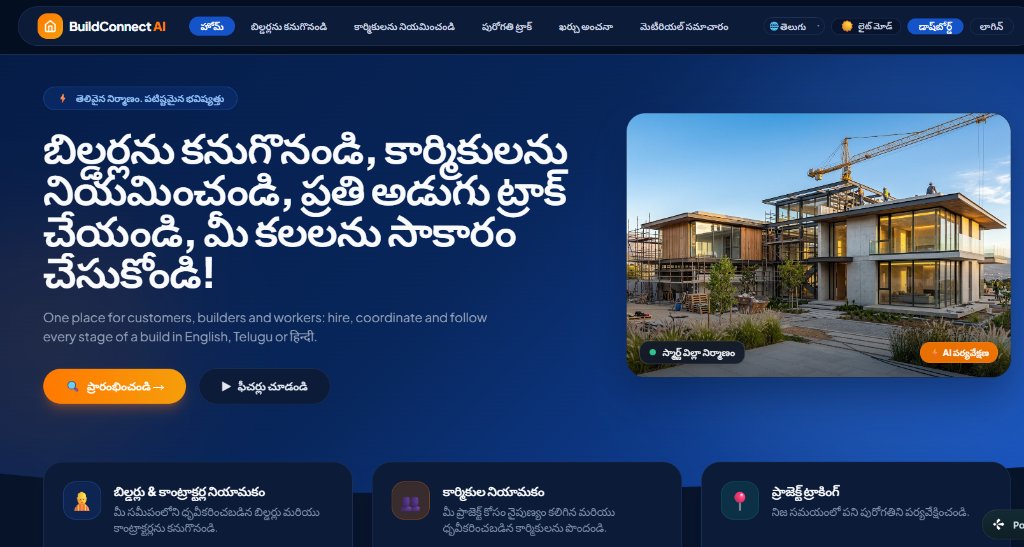 BuildConnect AI
హోమ్
బిల్డర్లను కనుగొనండి
కార్మికులను నియమించండి
పురోగతి ట్రాక్
ఖర్చు అంచనా
మెటీరియల్ సమాచారం
తెలుగు
లైట్ మోడ్
డాష్‌బోర్డ్
లాగిన్
తెలివైన నిర్మాణం. పటిష్టమైన భవిష్యత్తు
బిల్డర్లను కనుగొనండి, కార్మికులను
నియమించండి, ప్రతి అడుగు ట్రాక్
చేయండి, మీ కలలను సాకారం
చేసుకోండి!
One place for customers, builders and workers: hire, coordinate and follow
every stage of a build in English, Telugu or हिन्दी.
ప్రారంభించండి →
ఫీచర్లు చూడండి
స్మార్ట్ విల్లా నిర్మాణం
AI పర్యవేక్షణ
బిల్డర్లు & కాంట్రాక్టర్ల నియామకం
మీ సమీపంలోని ధృవీకరించబడిన బిల్డర్లు మరియు
కాంట్రాక్టర్లను కనుగొనండి.
కార్మికుల నియామకం
మీ ప్రాజెక్ట్ కోసం నైపుణ్యం కలిగిన మరియు
ధృవీకరించబడిన కార్మికులను పొందండి.
ప్రాజెక్ట్ ట్రాకింగ్
నిజ సమయంలో పని పురోగతిని పర్యవేక్షించండి.